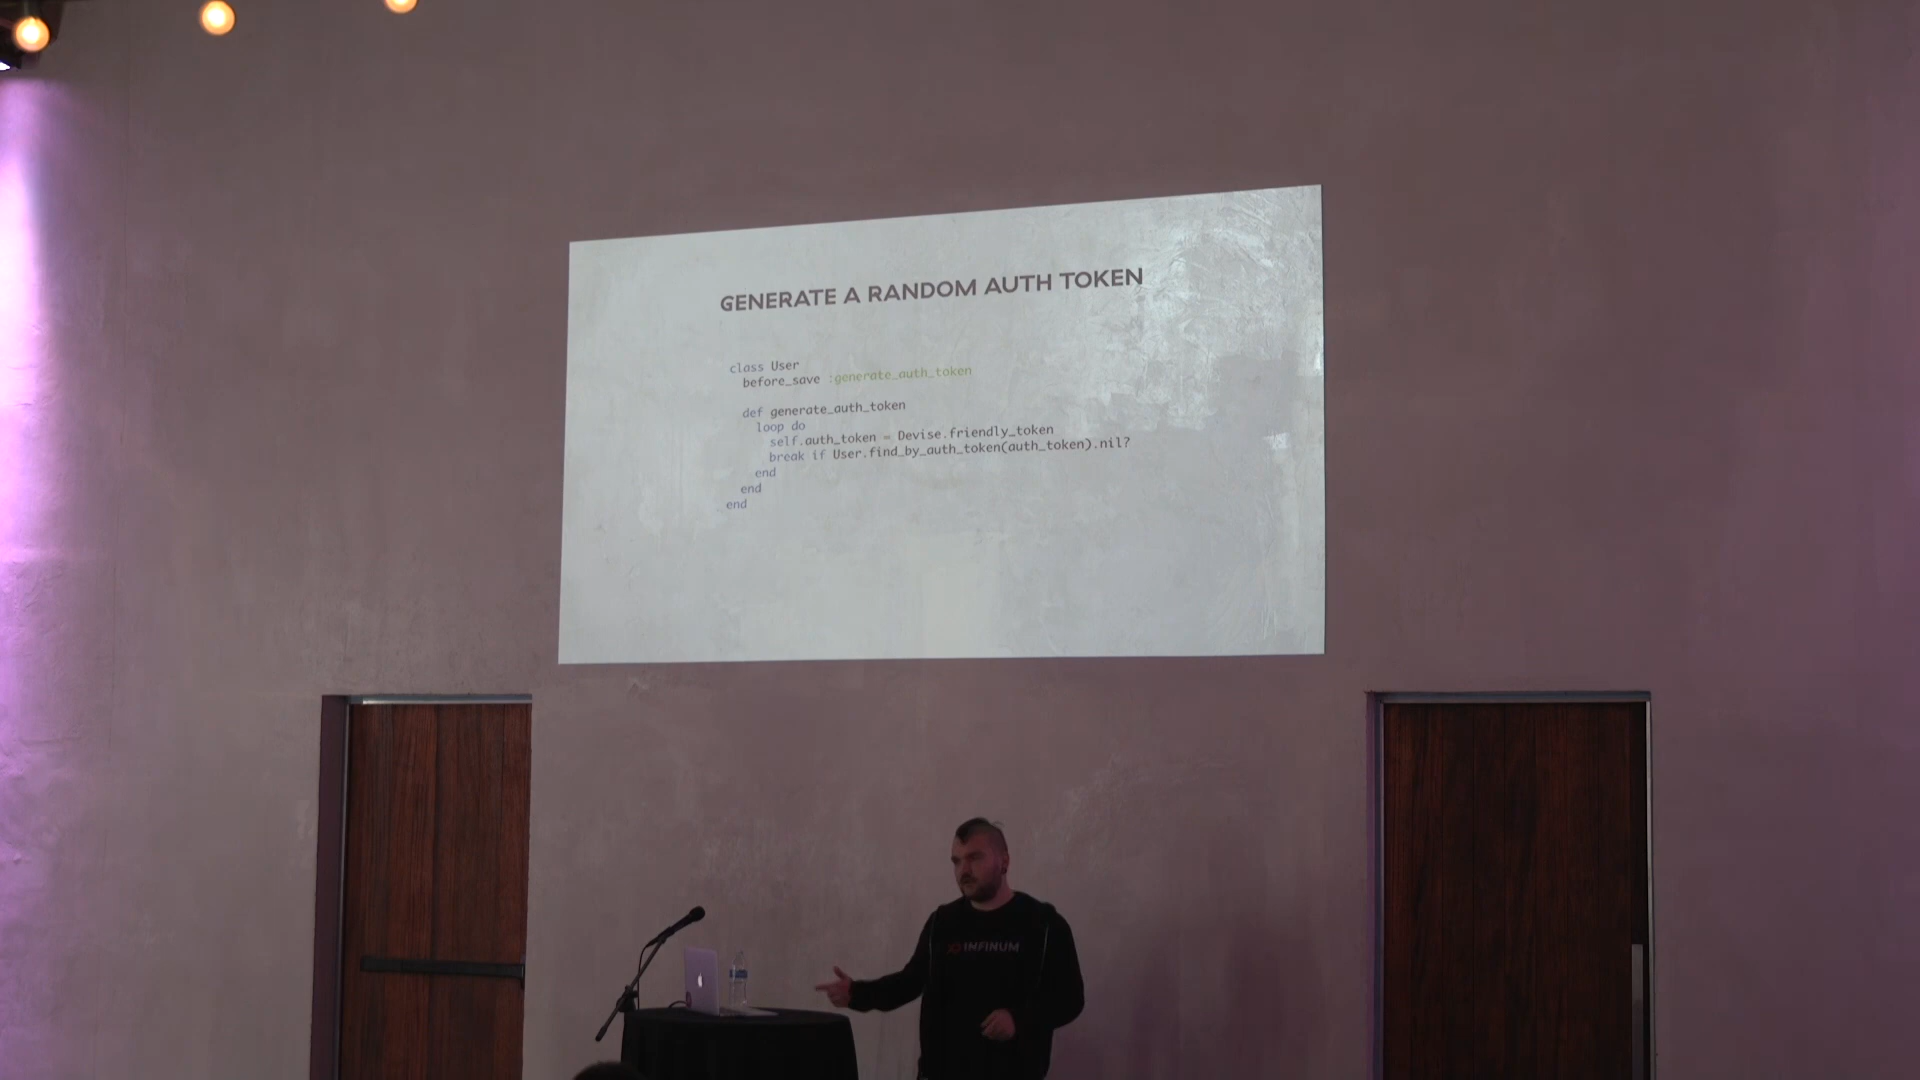 GENERATE A RANDOM AUTH TOKEN
class User
before_save :generate_auth_token
def generate_auth_token
loop do
self.auth_token = Devise.friendly_token
break if User.find_by_auth_token(auth_token).nil?
end
end
end
INFINUM